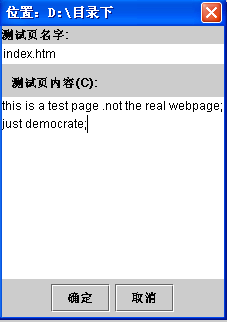 位置: D:\目录下
测试页名字:
index.htm
测试页内容(C):
this is a test page .not the real webpage;
just democrate;
确定 取消